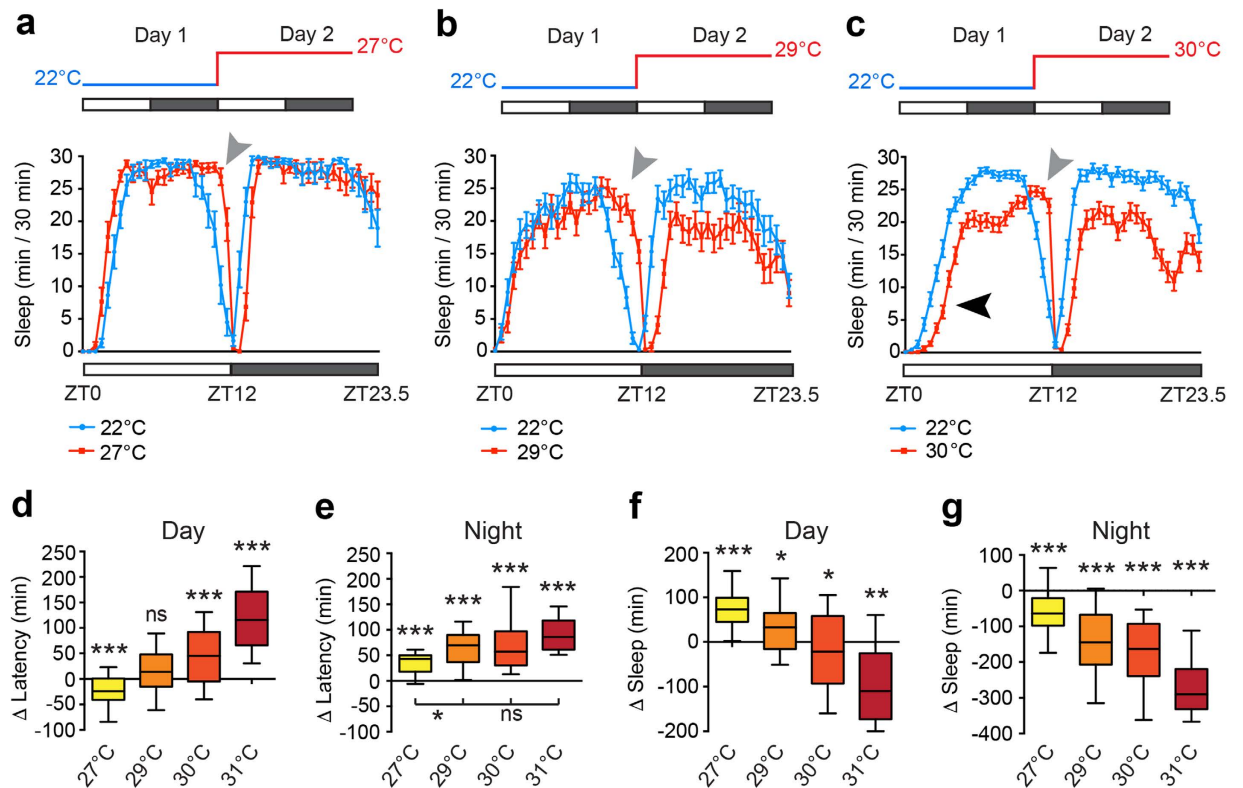 a
Day 1
Day 2
27°C
22°C
Sleep (min / 30 min)
30
25
20
15
10
5
0
ZT0
ZT12
ZT23.5
22°C
27°C
b
Day 1
Day 2
29°C
22°C
Sleep (min / 30 min)
30
25
20
15
10
5
0
ZT0
ZT12
ZT23.5
22°C
29°C
c
Day 1
Day 2
30°C
22°C
Sleep (min / 30 min)
30
25
20
15
10
5
0
ZT0
ZT12
ZT23.5
22°C
30°C
d
Day
Δ Latency (min)
250
200
150
100
50
0
-50
-100
***
ns
***
***
27°C
29°C
30°C
31°C
e
Night
Δ Latency (min)
250
200
150
100
50
0
-50
-100
***
***
***
***
*
ns
27°C
29°C
30°C
31°C
f
Day
Δ Sleep (min)
200
100
0
-100
-200
***
*
*
**
27°C
29°C
30°C
31°C
g
Night
Δ Sleep (min)
100
0
-100
-200
-300
-400
***
***
***
***
27°C
29°C
30°C
31°C